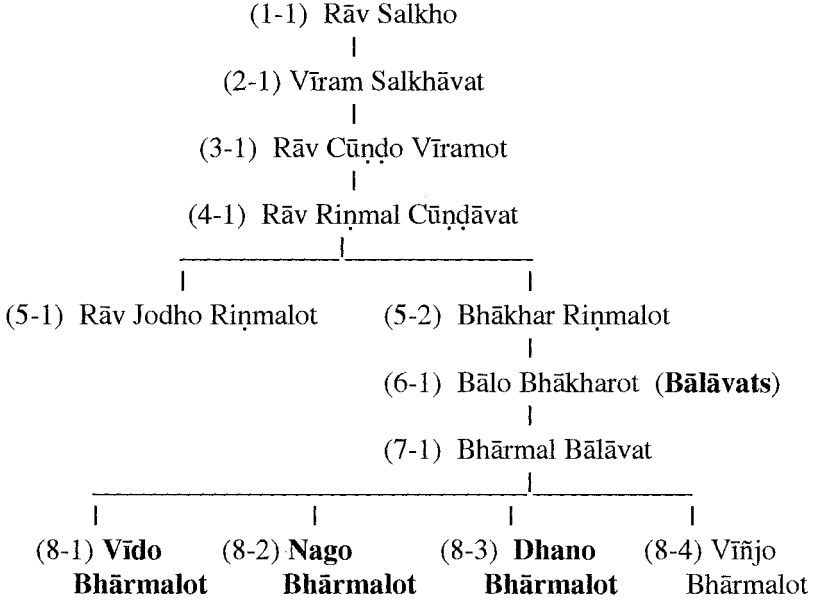 (1-1) Rāv Salkho
(2-1) Vīram Salkhāvat
(3-1) Rāv Cūṇḍo Vīramot
(4-1) Rāv Riṇmal Cūṇḍāvat
(5-1) Rāv Jodho Riṇmalot (5-2) Bhākhar Riṇmalot
(6-1) Bālo Bhākharot (Bālāvats)
(7-1) Bhārmal Bālāvat
(8-1) Vīdo (8-2) Nago (8-3) Dhano (8-4) Vīñjo
Bhārmalot Bhārmalot Bhārmalot Bhārmalot